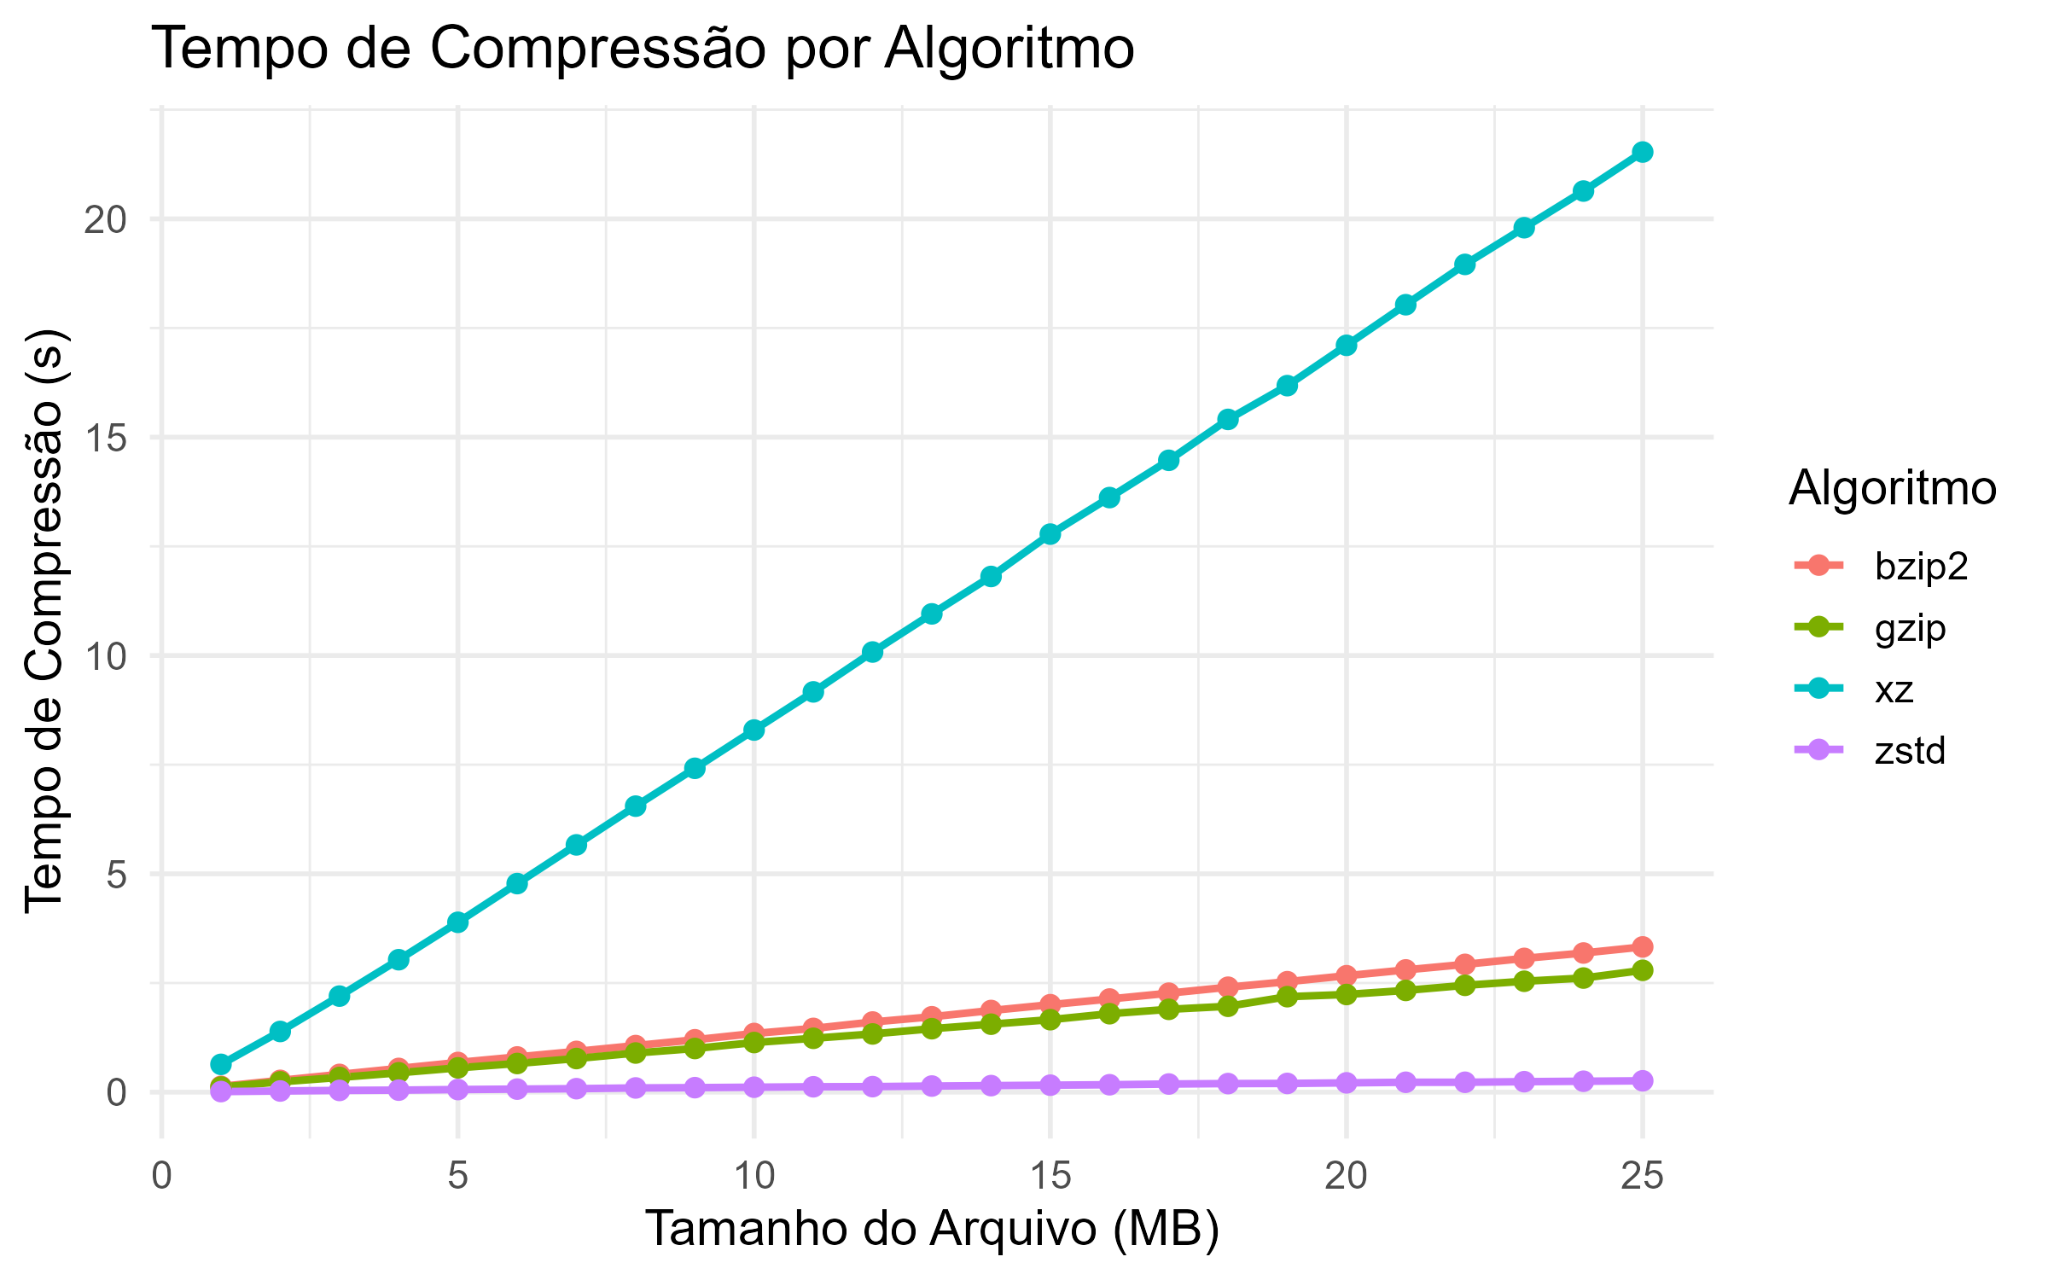 Tempo de Compressão por Algoritmo
Tempo de Compressão (s)
20
15
10
5
0
0 5 10 15 20 25
Tamanho do Arquivo (MB)
Algoritmo
bzip2
gzip
xz
zstd